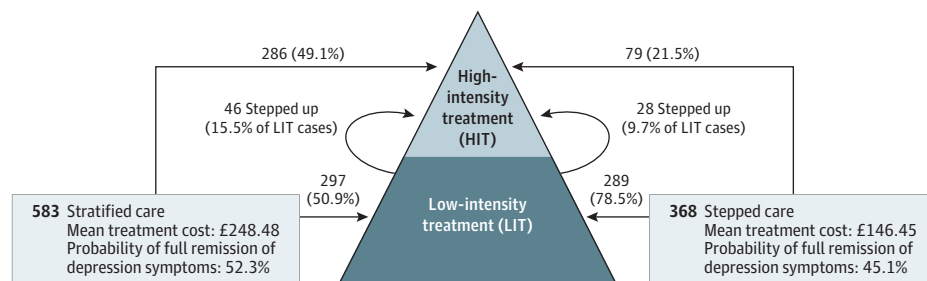 286 (49.1%)
79 (21.5%)
High-
intensity
treatment
(HIT)
46 Stepped up
(15.5% of LIT cases)
28 Stepped up
(9.7% of LIT cases)
297
(50.9%)
289
(78.5%)
Low-intensity
treatment (LIT)
583 Stratified care
Mean treatment cost: £248.48
Probability of full remission of
depression symptoms: 52.3%
368 Stepped care
Mean treatment cost: £146.45
Probability of full remission of
depression symptoms: 45.1%